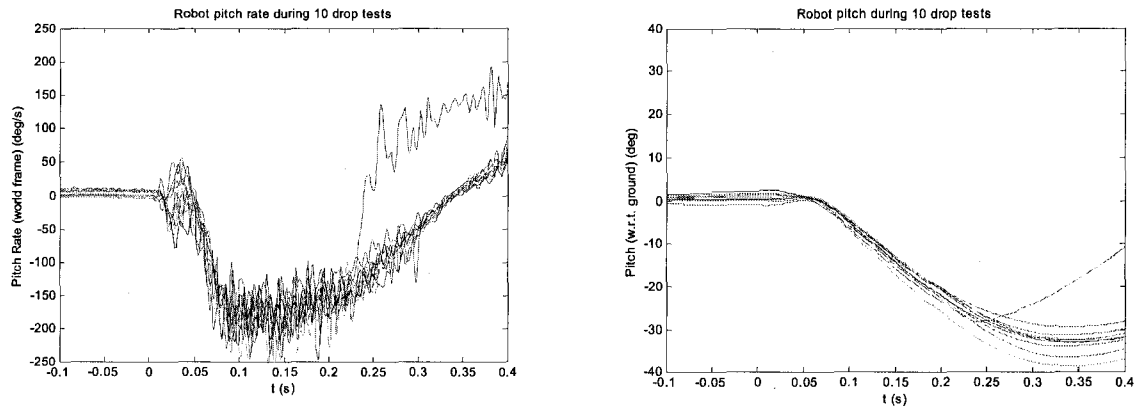 Robot pitch rate during 10 drop tests
250
200
150
100
50
0
-50
-100
-150
-200
-250
Pitch Rate (world frame) (deg/s)
-0.1 -0.05 0 0.05 0.1 0.15 0.2 0.25 0.3 0.35 0.4
t (s)
Robot pitch during 10 drop tests
40
30
20
10
0
-10
-20
-30
-40
Pitch (w.r.t. ground) (deg)
-0.1 -0.05 0 0.05 0.1 0.15 0.2 0.25 0.3 0.35 0.4
t (s)